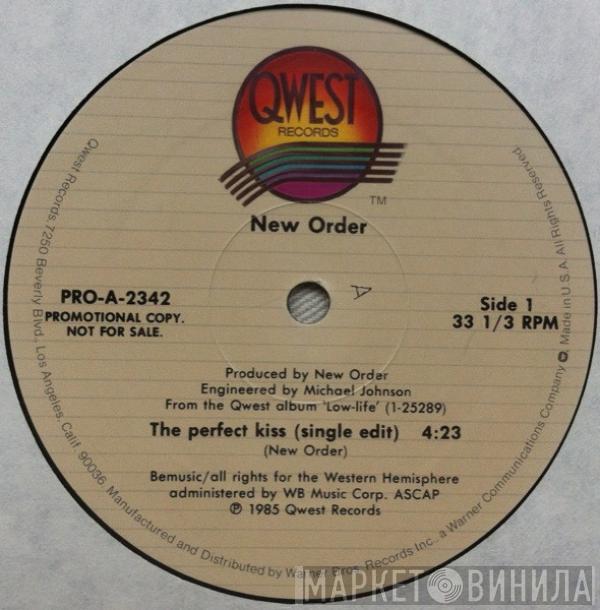 QWEST
RECORDS
TM
New Order
PRO-A-2342
PROMOTIONAL COPY.
NOT FOR SALE.
Side 1
33 1/3 RPM
A
Produced by New Order
Engineered by Michael Johnson
From the Qwest album 'Low-life' (1-25289)
The perfect kiss (single edit) 4:23
(New Order)
Bemusic/all rights for the Western Hemisphere
administered by WB Music Corp. ASCAP
℗ 1985 Qwest Records
Qwest Records, 7250 Beverly Blvd., Los Angeles, Calif. 90036 Manufactured and Distributed by Warner Bros. Records Inc., a Warner Communications Company Made in U.S.A. All Rights Reserved
МАРКЕТ ВИНИЛА